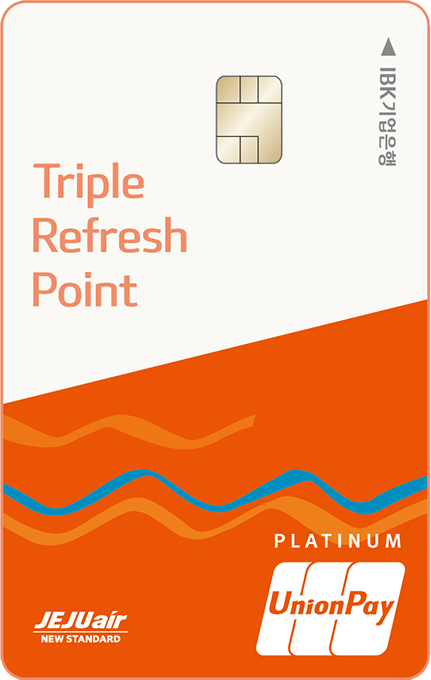 IBK기업은행
Triple
Refresh
Point
PLATINUM
UnionPay
JEJUair
NEW STANDARD